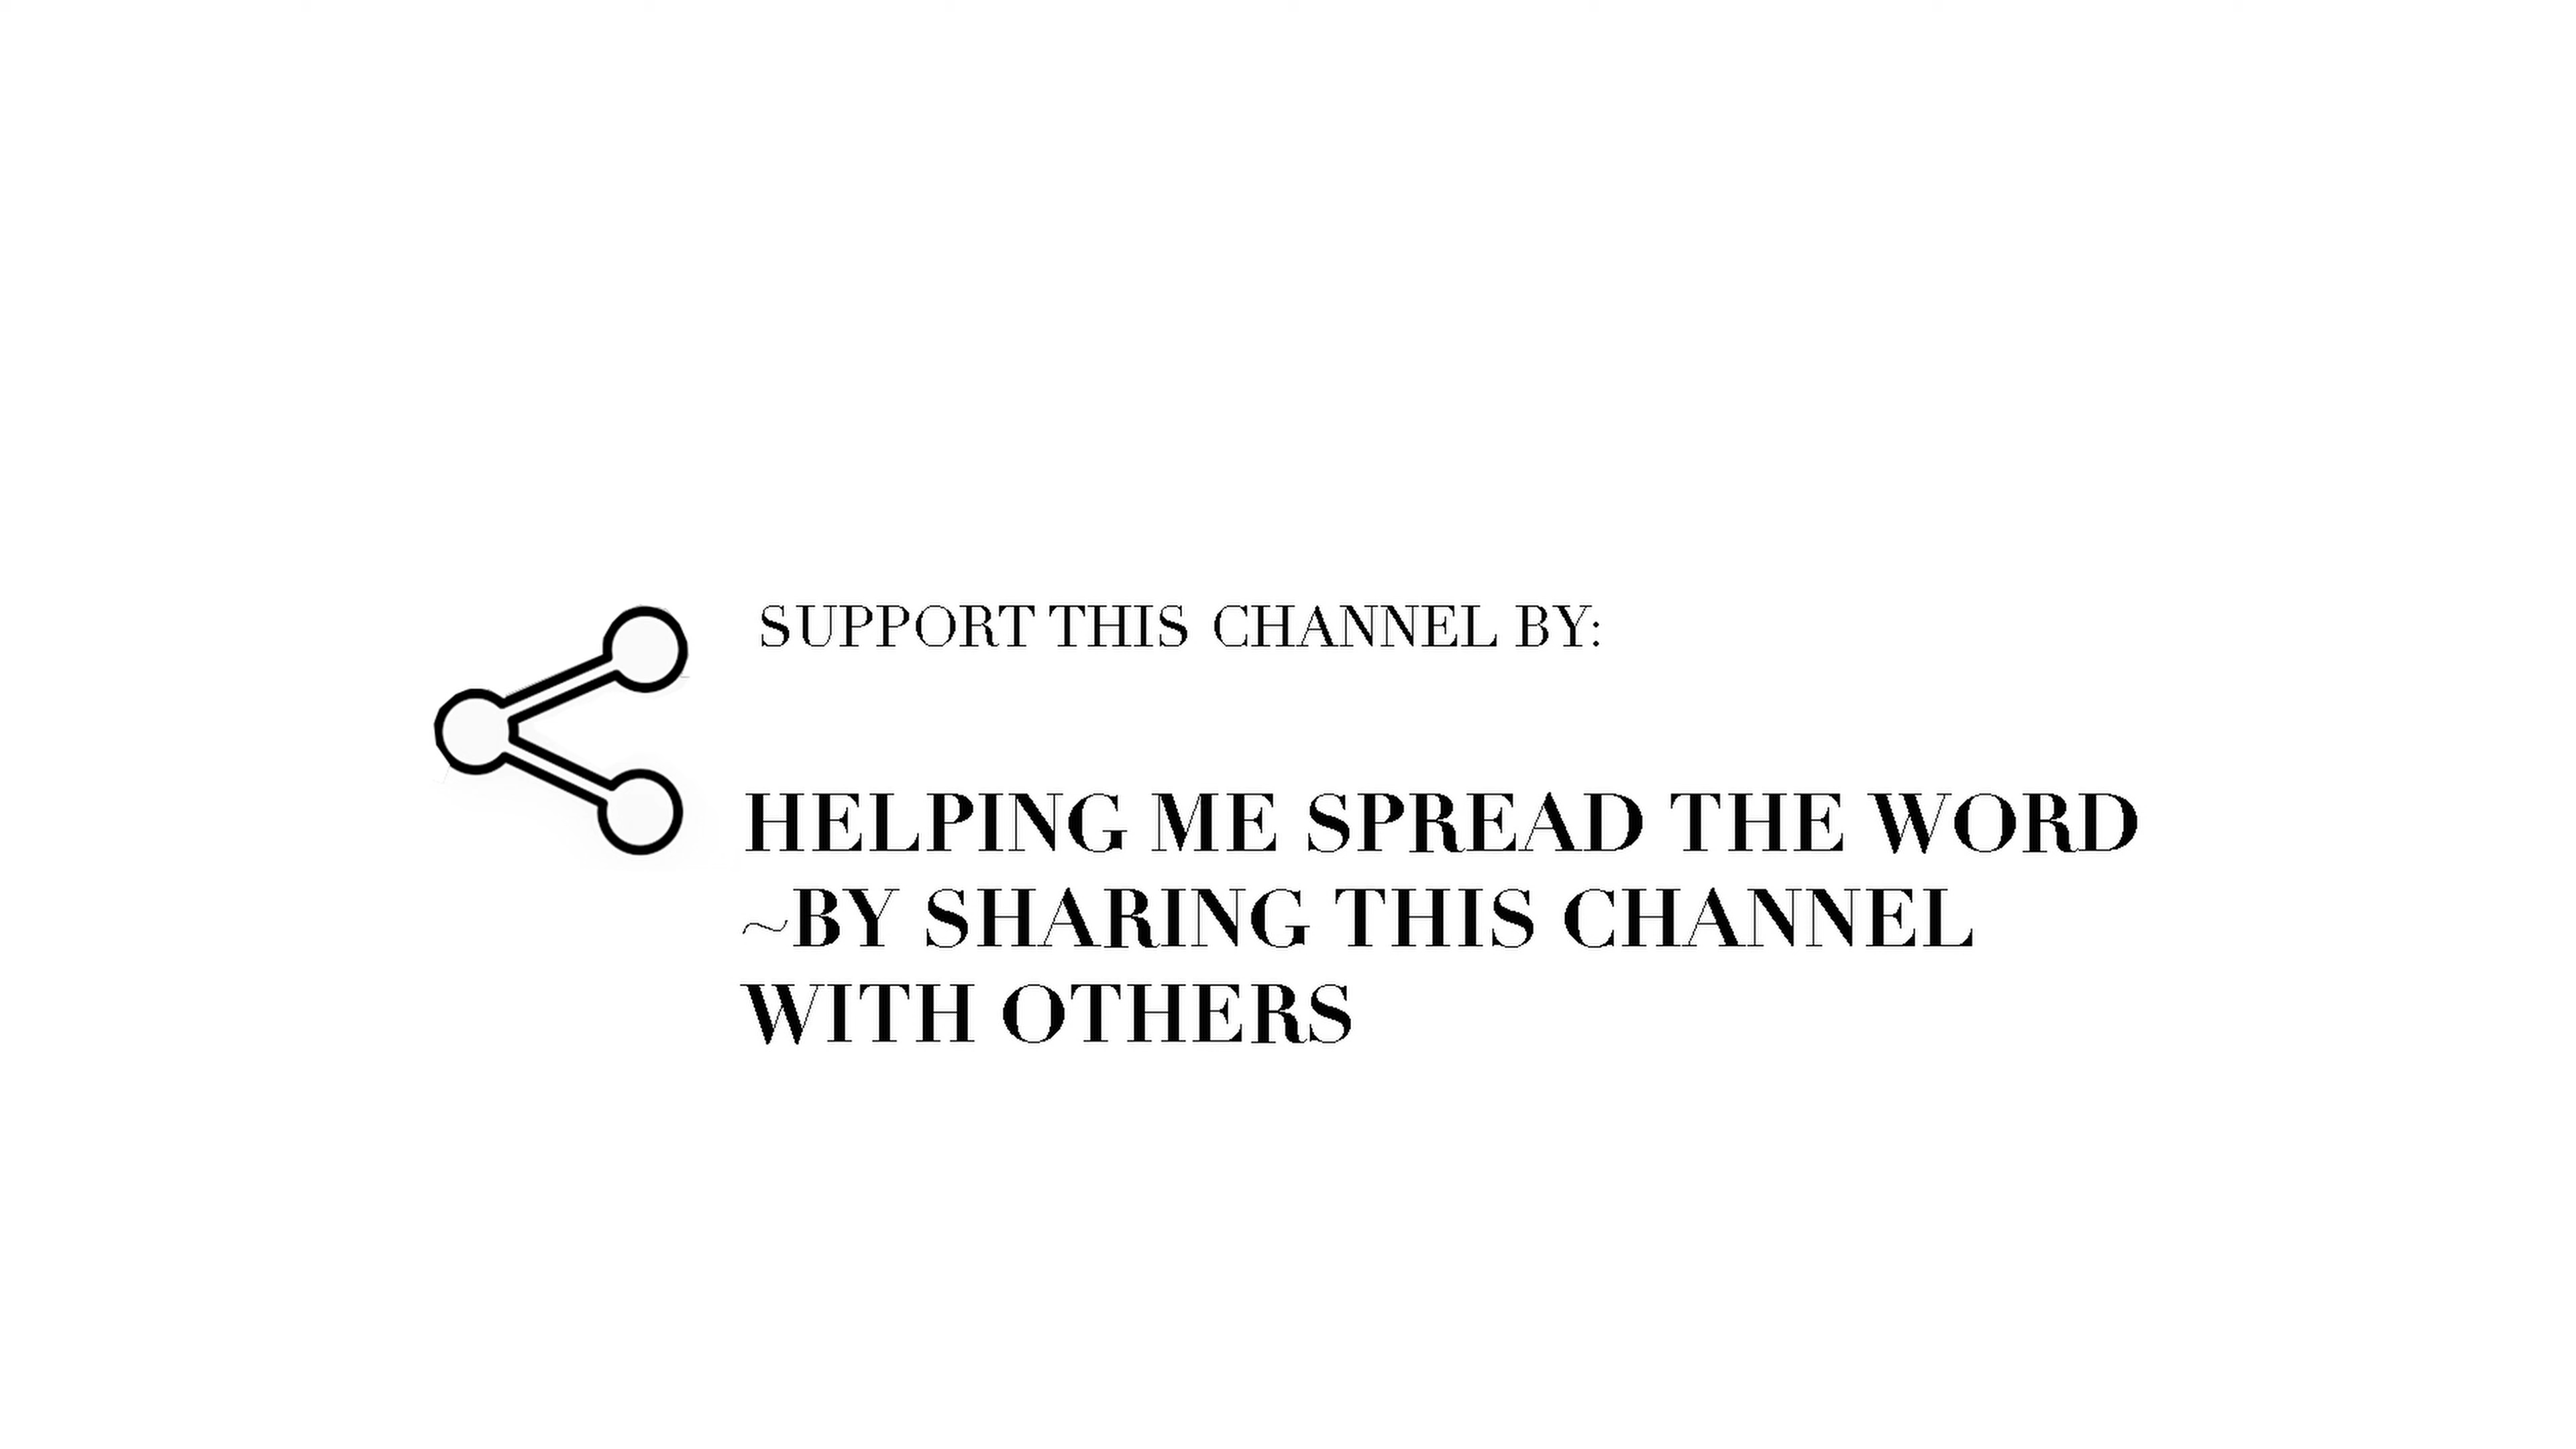 SUPPORT THIS CHANNEL BY:
HELPING ME SPREAD THE WORD
~BY SHARING THIS CHANNEL
WITH OTHERS